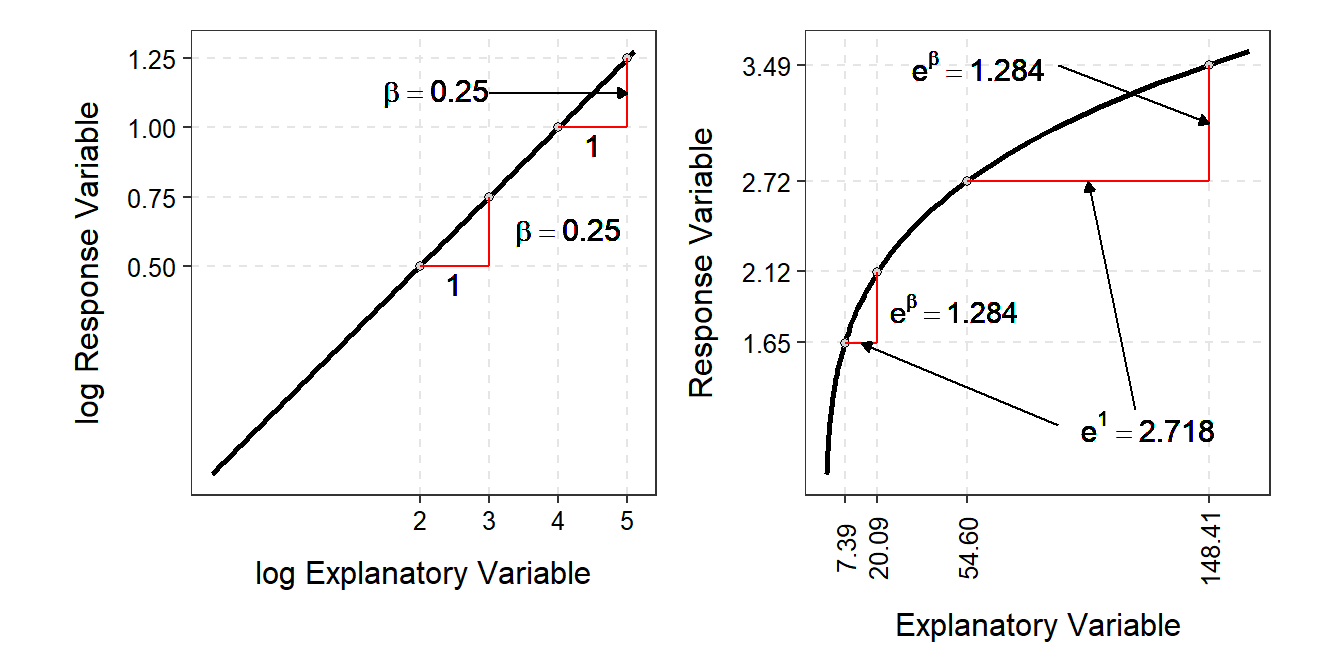 log Response Variable
1.25
1.00
0.75
0.50
β = 0.25
1
β = 0.25
1
2 3 4 5
log Explanatory Variable
Response Variable
3.49
2.72
2.12
1.65
e^β = 1.284
e^β = 1.284
e^1 = 2.718
7.39 20.09 54.60 148.41
Explanatory Variable